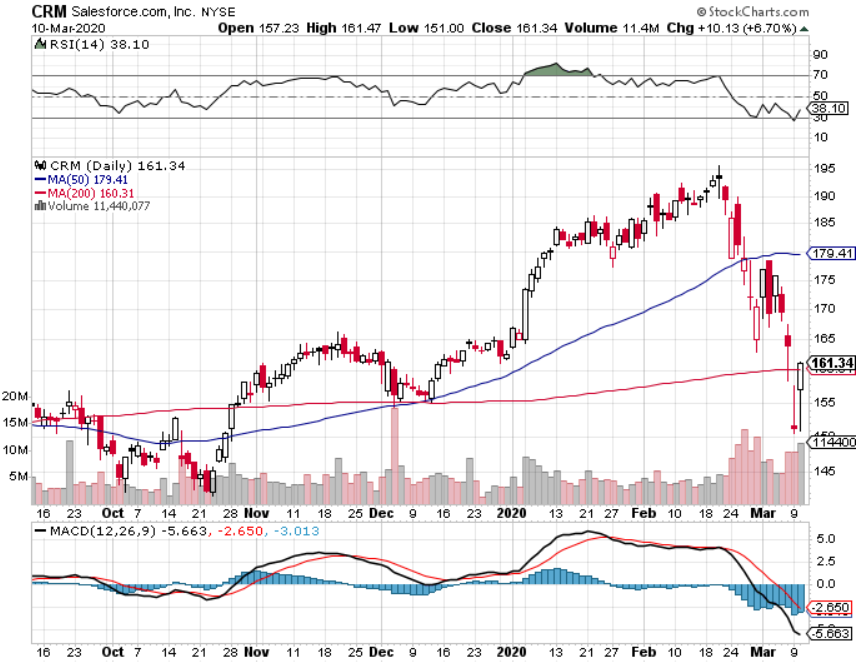 CRM Salesforce.com, Inc. NYSE © StockCharts.com
10-Mar-2020 Open 157.23 High 161.47 Low 151.00 Close 161.34 Volume 11.4M Chg +10.13 (+6.70%)
RSI(14) 38.10
90
70
50
38.10
30
10
CRM (Daily) 161.34
MA(50) 179.41
MA(200) 160.31
Volume 11,440,077
195
190
185
179.41
175
170
165
161.34
155
150
11440077
145
20M
15M
10M
5M
16 23 Oct 7 14 21 28 Nov 11 18 25 Dec 9 16 23 2020 13 21 27 Feb 10 18 24 Mar 9
MACD(12,26,9) -5.663, -2.650, -3.013
5.0
2.5
0.0
-2.650
-5.663
16 23 Oct 7 14 21 28 Nov 11 18 25 Dec 9 16 23 2020 13 21 27 Feb 10 18 24 Mar 9